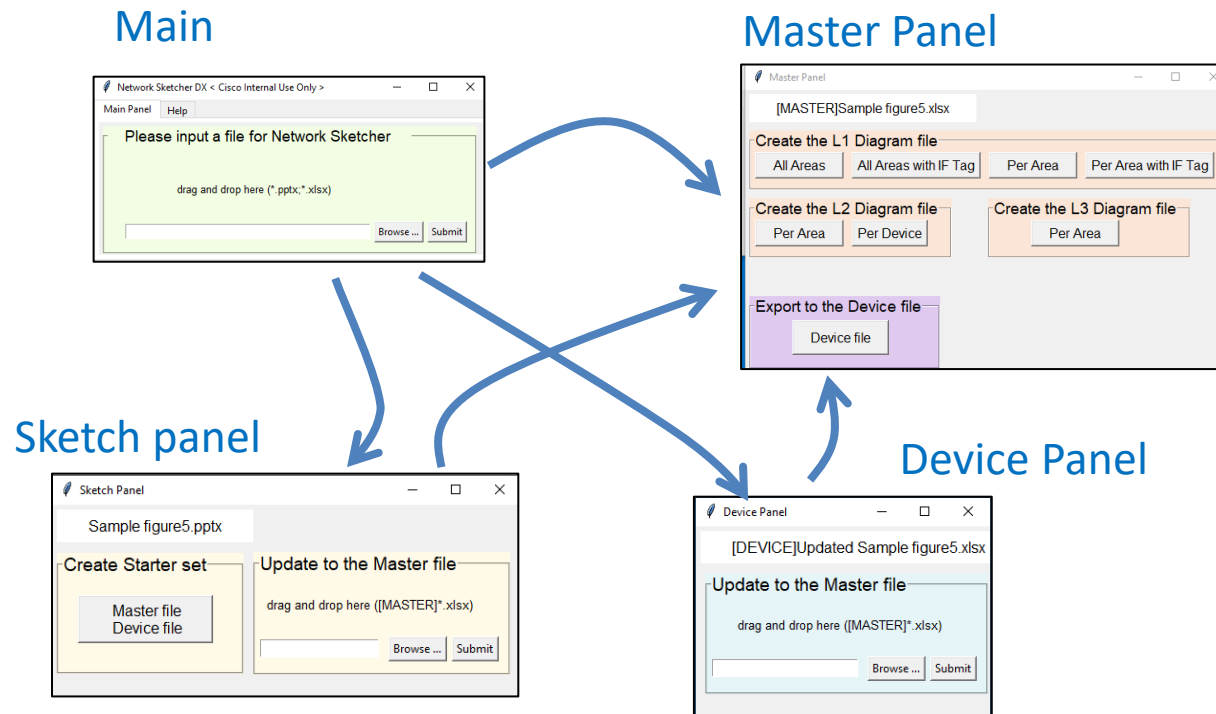 Main
Network Sketcher DX < Cisco Internal Use Only >
Main Panel Help
Please input a file for Network Sketcher
drag and drop here (*.pptx;*.xlsx)
Browse ... Submit
Master Panel
Master Panel
[MASTER]Sample figure5.xlsx
Create the L1 Diagram file
All Areas All Areas with IF Tag Per Area Per Area with IF Tag
Create the L2 Diagram file Create the L3 Diagram file
Per Area Per Device Per Area
Export to the Device file
Device file
Sketch panel
Sketch Panel
Sample figure5.pptx
Create Starter set
Master file
Device file
Update to the Master file
drag and drop here ([MASTER]*.xlsx)
Browse ... Submit
Device Panel
Device Panel
[DEVICE]Updated Sample figure5.xlsx
Update to the Master file
drag and drop here ([MASTER]*.xlsx)
Browse ... Submit